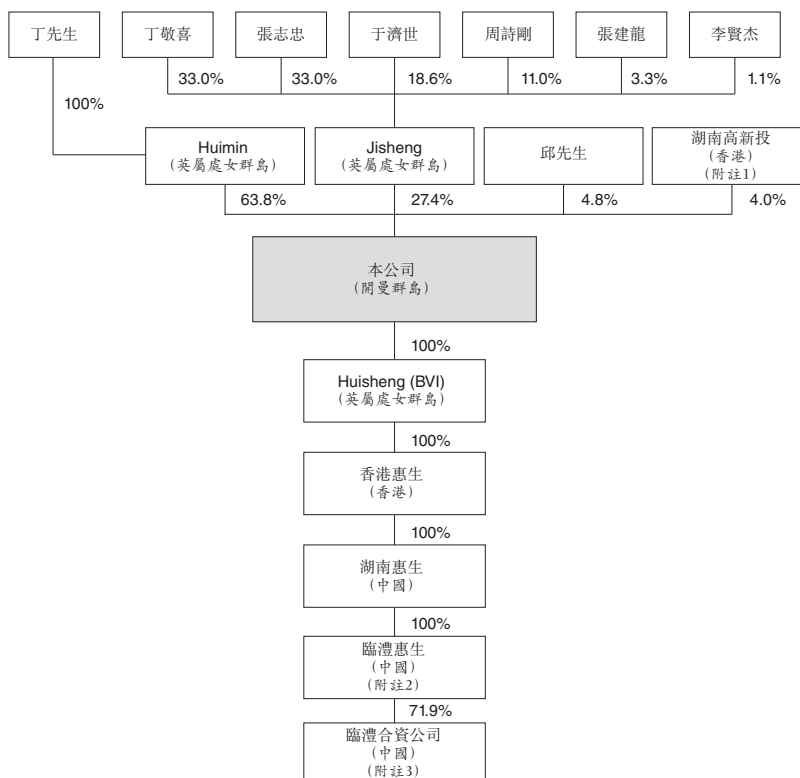 丁先生
丁敬喜
張志忠
于濟世
周詩剛
張建龍
李賢杰
33.0%
33.0%
18.6%
11.0%
3.3%
1.1%
100%
Huimin
(英屬處女群島)
Jisheng
(英屬處女群島)
邱先生
湖南高新投
(香港)
(附註1)
63.8%
27.4%
4.8%
4.0%
本公司
(開曼群島)
100%
Huisheng (BVI)
(英屬處女群島)
100%
香港惠生
(香港)
100%
湖南惠生
(中國)
100%
臨澧惠生
(中國)
(附註2)
71.9%
臨澧合資公司
(中國)
(附註3)